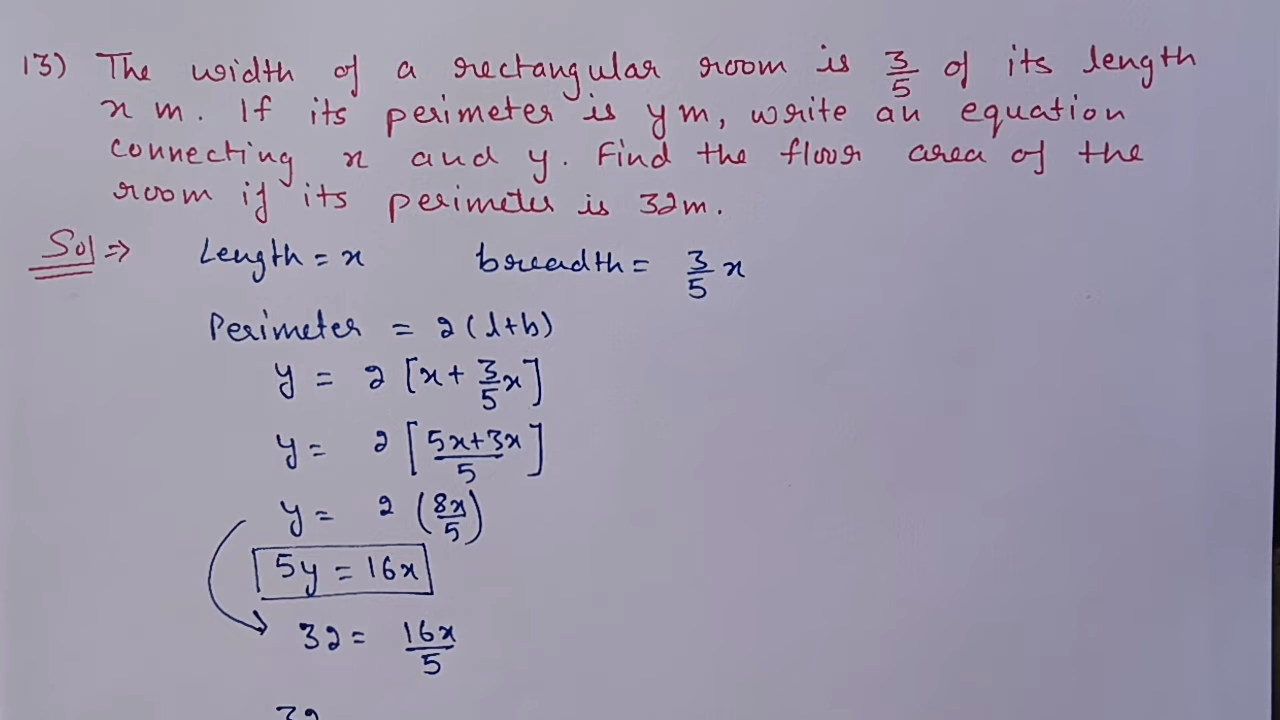 13) The width of a rectangular room is 3/5 of its length
x m. If its perimeter is y m, write an equation
connecting x and y. Find the floor area of the
room if its perimeter is 32m.
Sol ⇒ Length = x breadth = 3/5 x
Perimeter = 2(l+b)
y = 2 [x + 3/5 x]
y = 2 [5x+3x/5]
y = 2 (8x/5)
5y = 16x
32 = 16x/5
32